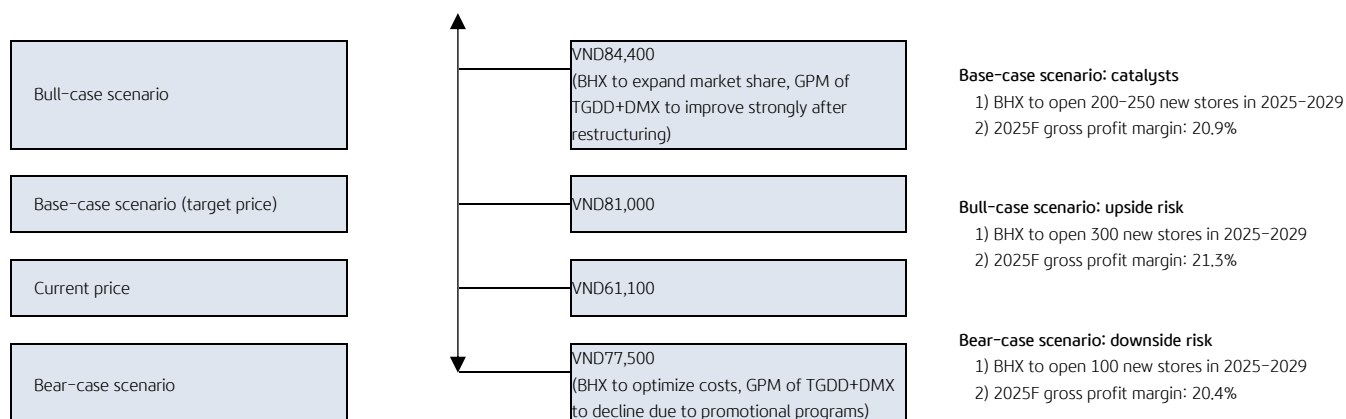 Bull-case scenario
VND84,400
(BHX to expand market share, GPM of
TGDD+DMX to improve strongly after
restructuring)
Base-case scenario (target price)
VND81,000
Current price
VND61,100
Bear-case scenario
VND77,500
(BHX to optimize costs, GPM of TGDD+DMX
to decline due to promotional programs)
Base-case scenario: catalysts
1) BHX to open 200-250 new stores in 2025-2029
2) 2025F gross profit margin: 20.9%
Bull-case scenario: upside risk
1) BHX to open 300 new stores in 2025-2029
2) 2025F gross profit margin: 21.3%
Bear-case scenario: downside risk
1) BHX to open 100 new stores in 2025-2029
2) 2025F gross profit margin: 20.4%